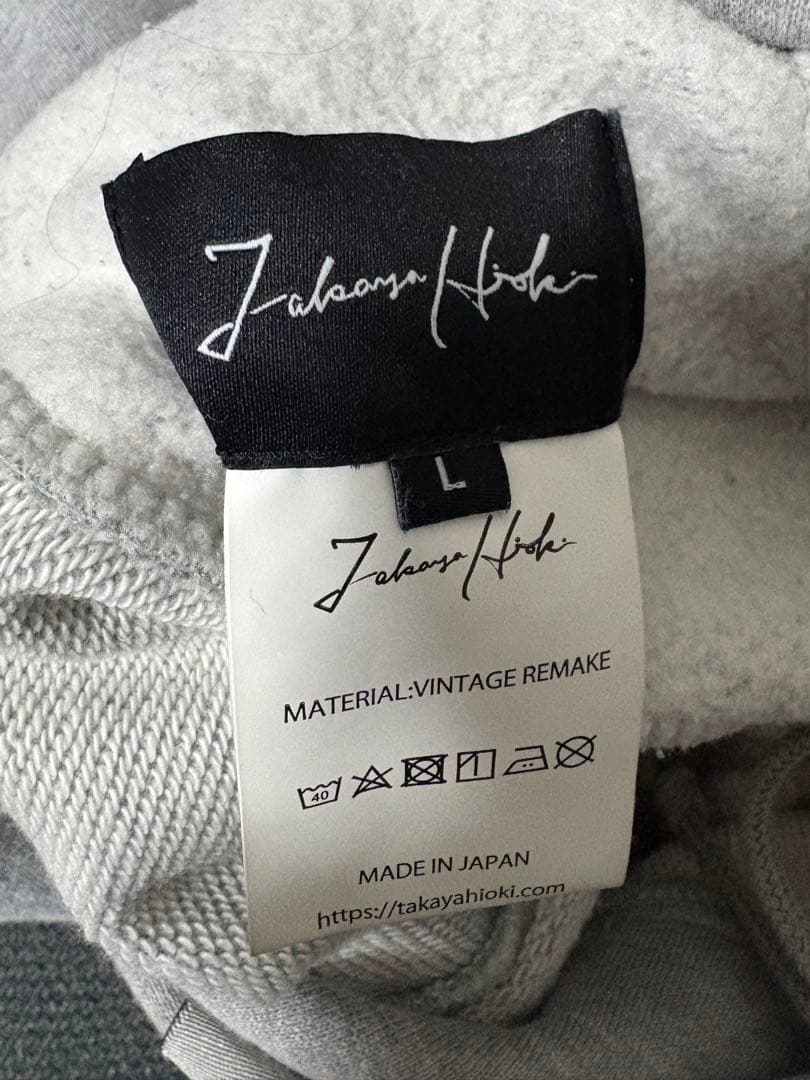 Takaya Hioki
L
Takaya Hioki
MATERIAL:VINTAGE REMAKE
40
MADE IN JAPAN
https://takayahioki.com